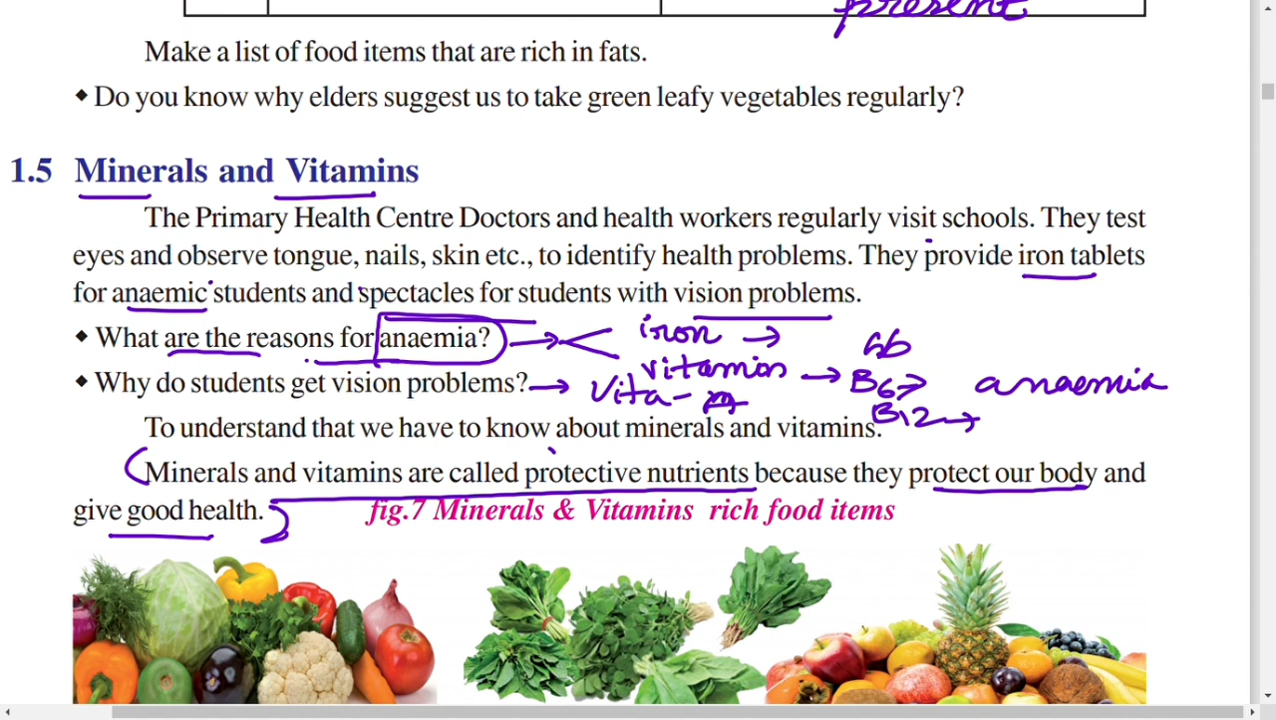 present
Make a list of food items that are rich in fats.
◆ Do you know why elders suggest us to take green leafy vegetables regularly?
1.5 Minerals and Vitamins
The Primary Health Centre Doctors and health workers regularly visit schools. They test
eyes and observe tongue, nails, skin etc., to identify health problems. They provide iron tablets
for anaemic students and spectacles for students with vision problems.
◆ What are the reasons for anaemia? iron → Hb
vitamins → B6 → anaemia
◆ Why do students get vision problems? → Vita - A
B12 →
To understand that we have to know about minerals and vitamins.
Minerals and vitamins are called protective nutrients because they protect our body and
give good health.
fig.7 Minerals & Vitamins rich food items